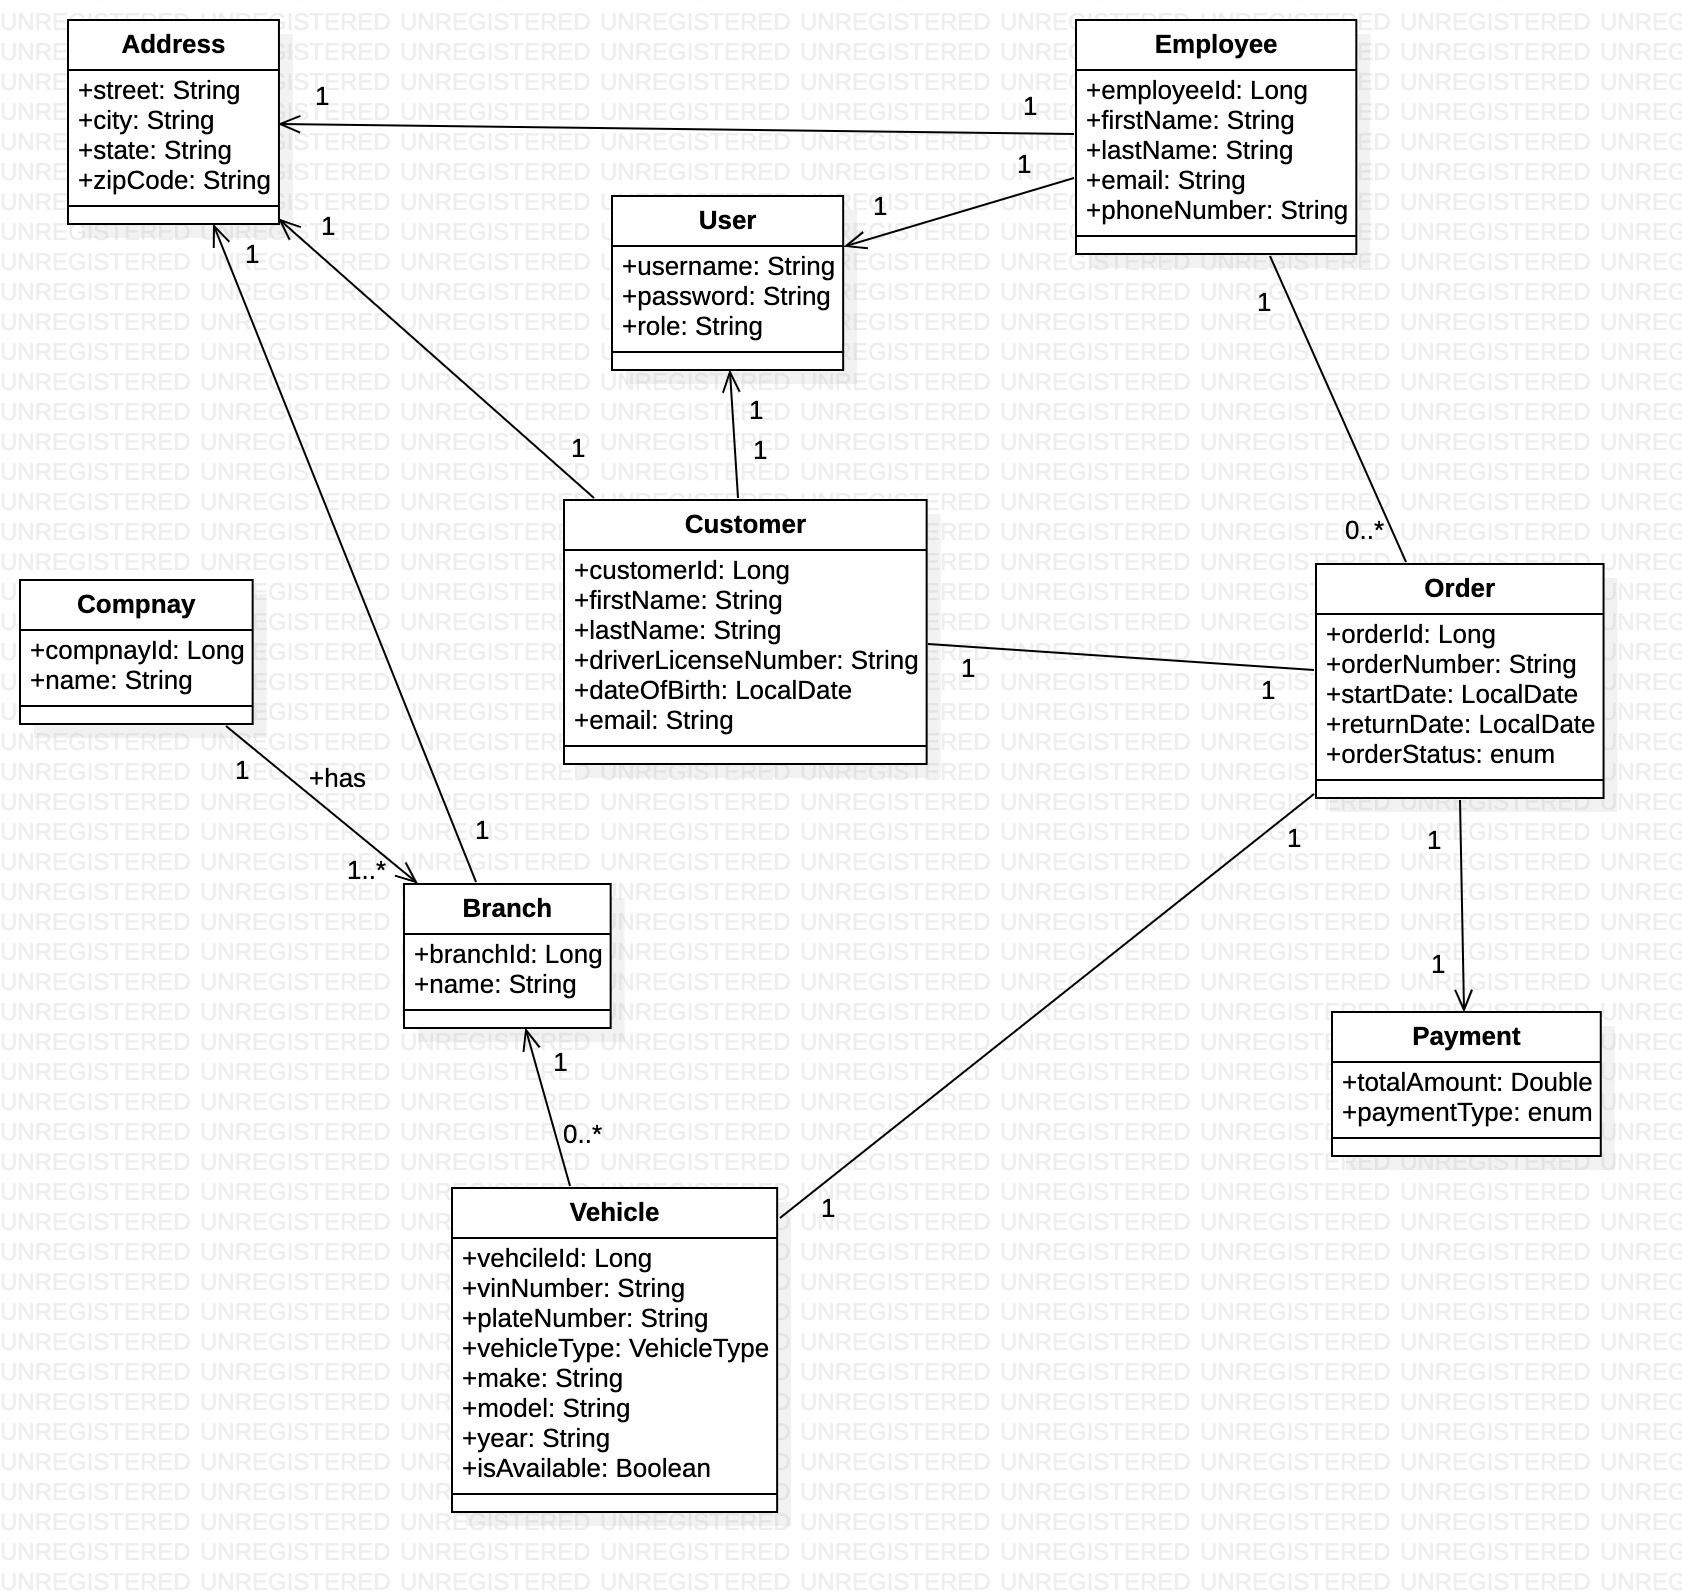 Address
+street: String
+city: String
+state: String
+zipCode: String
Employee
+employeeId: Long
+firstName: String
+lastName: String
+email: String
+phoneNumber: String
1
1
1
1
User
+username: String
+password: String
+role: String
1
1
1
1
1
1
0..*
Customer
+customerId: Long
+firstName: String
+lastName: String
+driverLicenseNumber: String
+dateOfBirth: LocalDate
+email: String
Compnay
+compnayId: Long
+name: String
Order
+orderId: Long
+orderNumber: String
+startDate: LocalDate
+returnDate: LocalDate
+orderStatus: enum
1
1
1
+has
1..*
1
1
1
1
Branch
+branchId: Long
+name: String
Payment
+totalAmount: Double
+paymentType: enum
1
0..*
1
Vehicle
+vehcileId: Long
+vinNumber: String
+plateNumber: String
+vehicleType: VehicleType
+make: String
+model: String
+year: String
+isAvailable: Boolean
UNREGISTERED